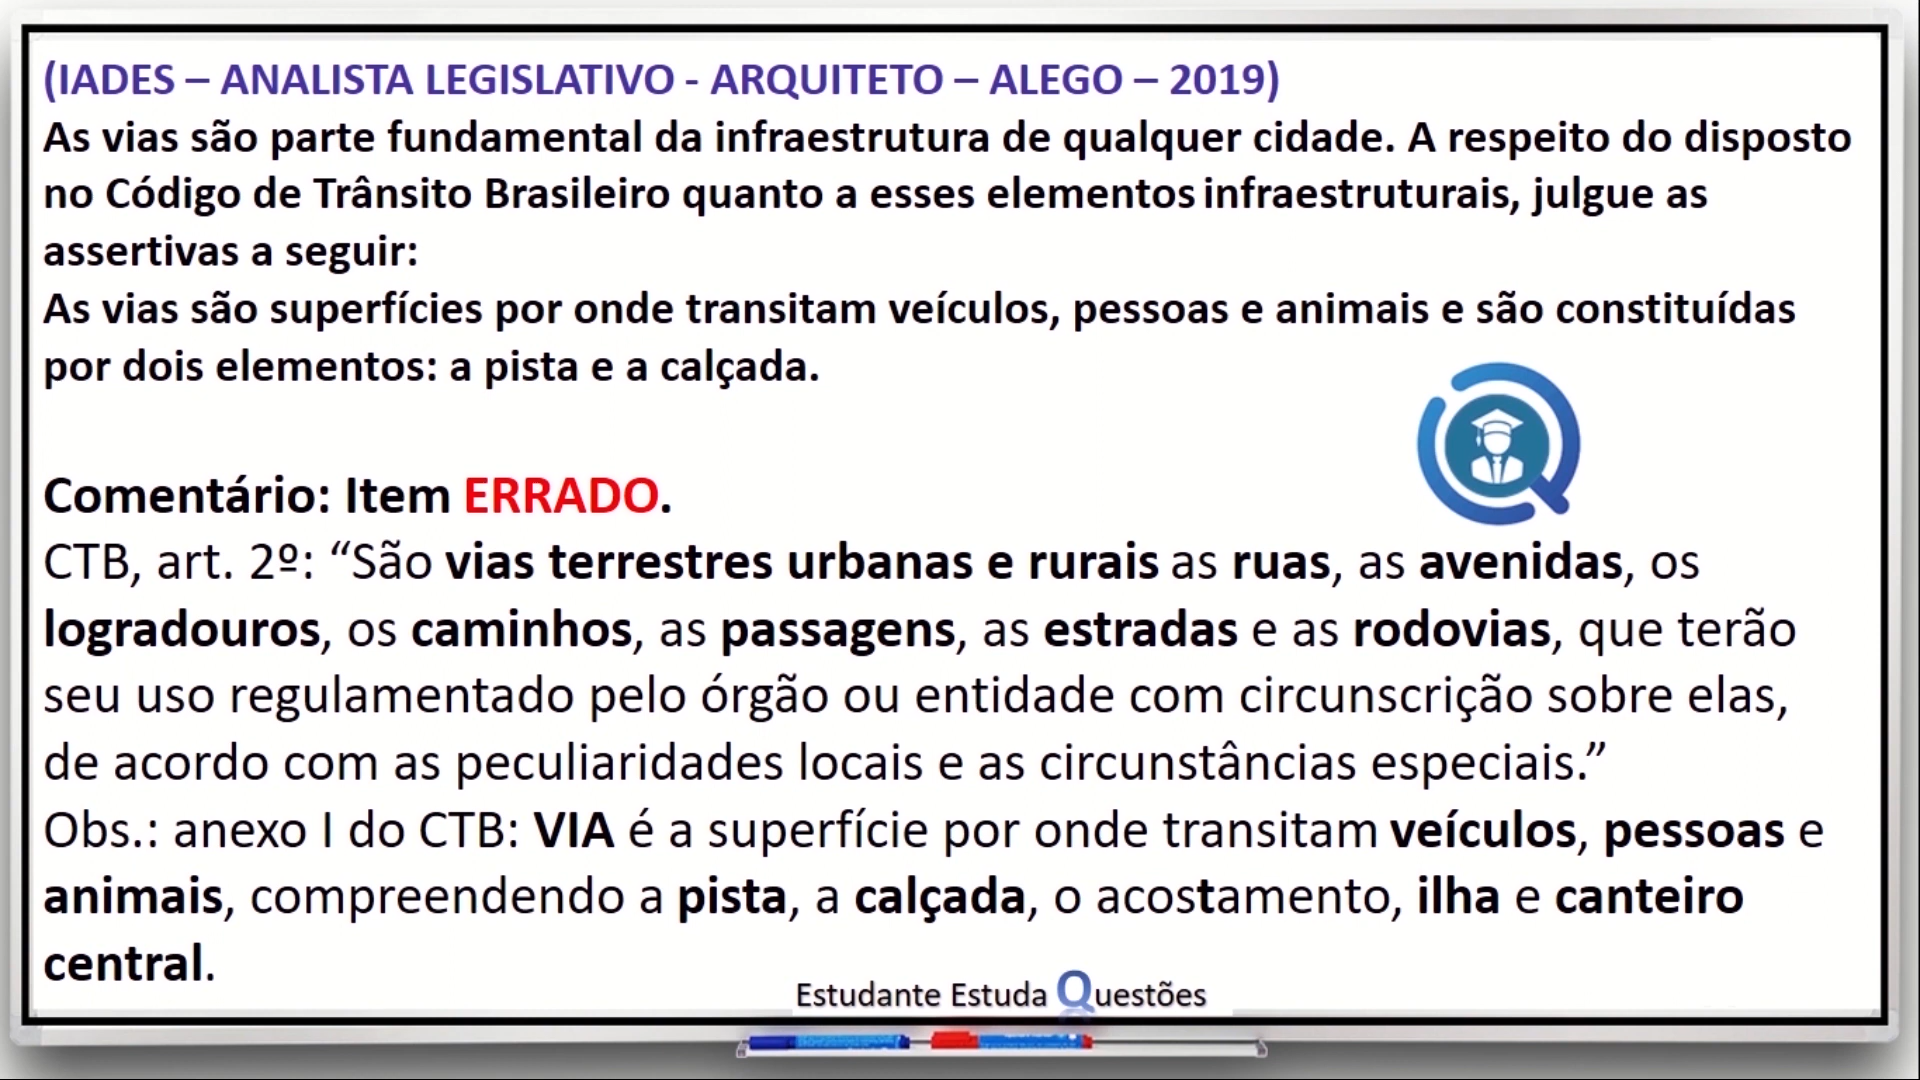 (IADES – ANALISTA LEGISLATIVO - ARQUITETO – ALEGO – 2019)
As vias são parte fundamental da infraestrutura de qualquer cidade. A respeito do disposto
no Código de Trânsito Brasileiro quanto a esses elementos infraestruturais, julgue as
assertivas a seguir:
As vias são superfícies por onde transitam veículos, pessoas e animais e são constituídas
por dois elementos: a pista e a calçada.
Comentário: Item ERRADO.
CTB, art. 2º: “São vias terrestres urbanas e rurais as ruas, as avenidas, os
logradouros, os caminhos, as passagens, as estradas e as rodovias, que terão
seu uso regulamentado pelo órgão ou entidade com circunscrição sobre elas,
de acordo com as peculiaridades locais e as circunstâncias especiais.”
Obs.: anexo I do CTB: VIA é a superfície por onde transitam veículos, pessoas e
animais, compreendendo a pista, a calçada, o acostamento, ilha e canteiro
central.
Estudante Estuda Questões